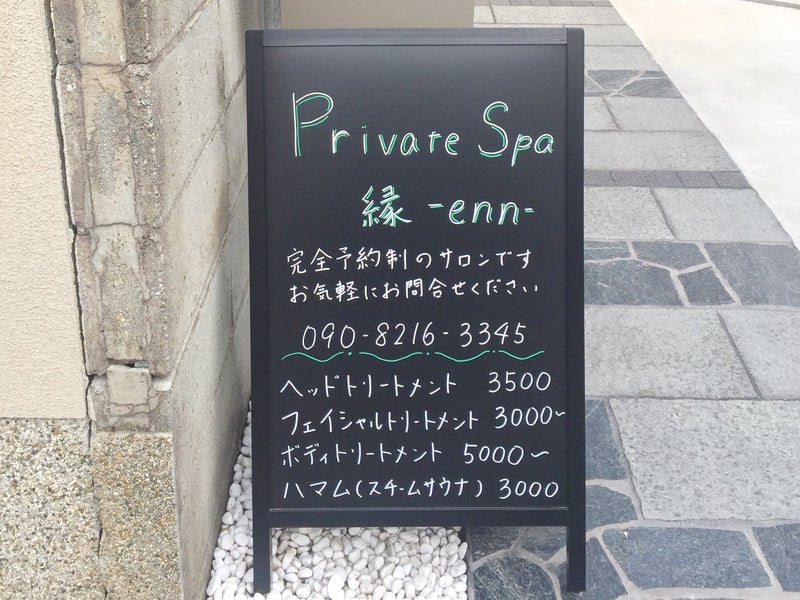 Private Spa
縁 -enn-
完全予約制のサロンです
お気軽にお問合せください
090-8216-3345
ヘッドトリートメント 3500
フェイシャルトリートメント 3000~
ボディトリートメント 5000~
ハマム(スチームサウナ) 3000